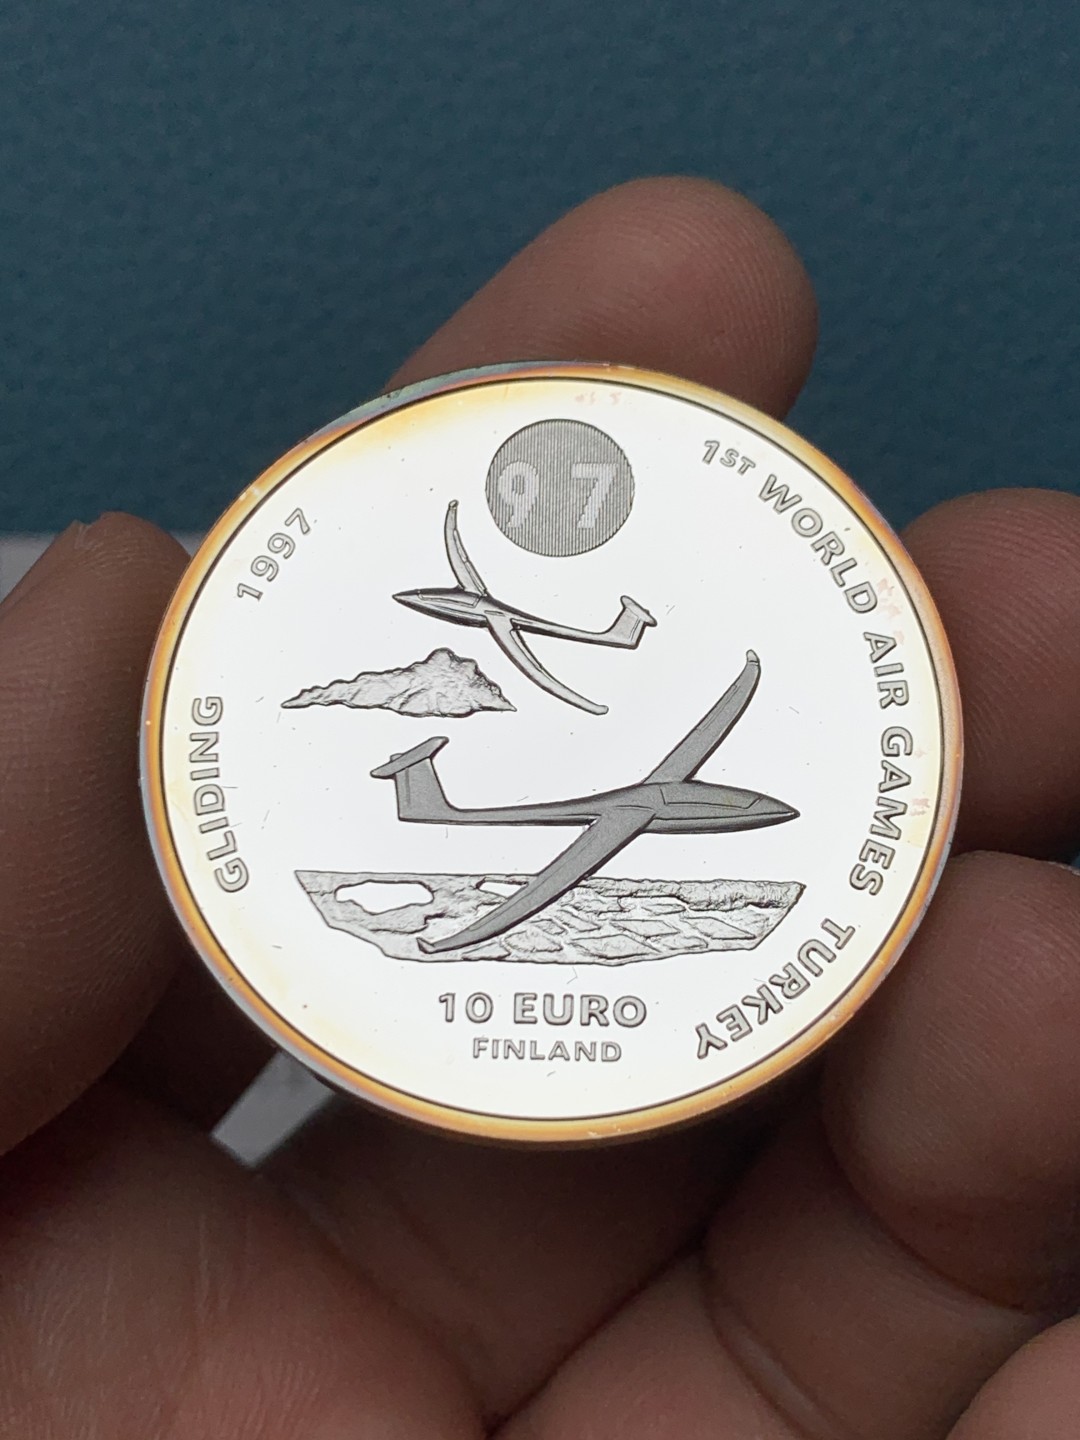 97
1997
GLIDING
1ST WORLD AIR GAMES TURKEY
10 EURO
FINLAND